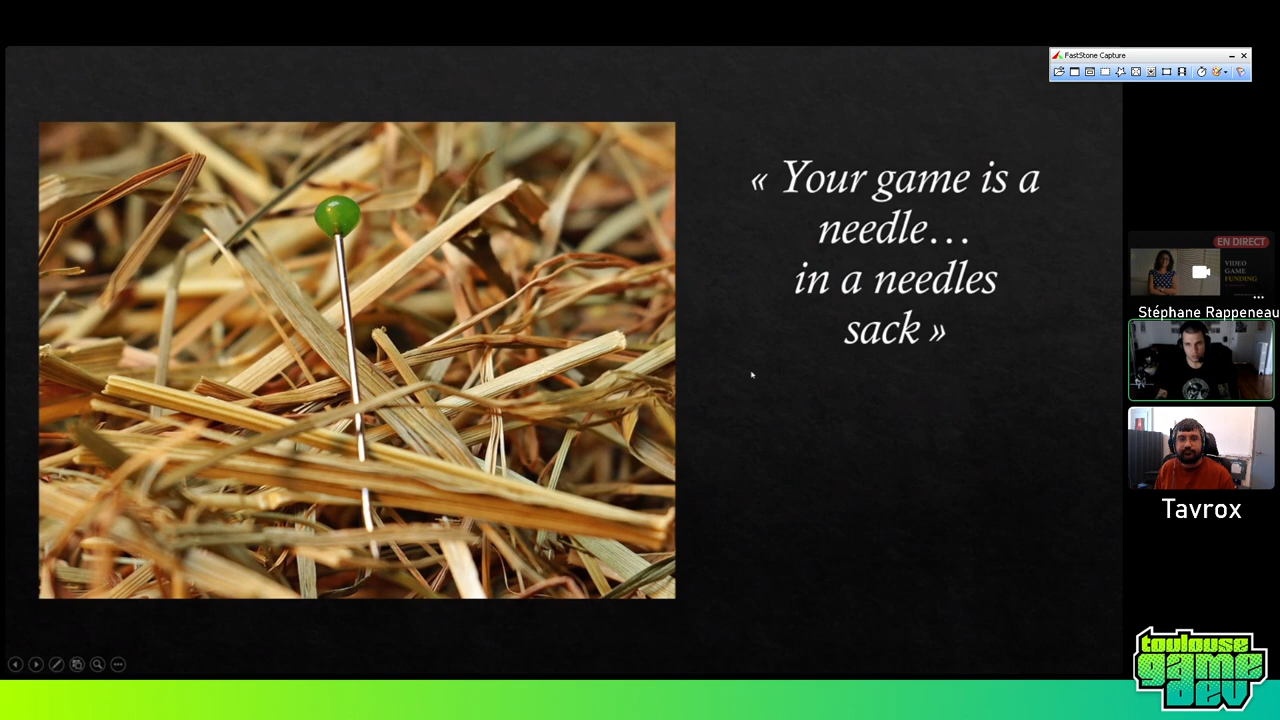 FastStone Capture
« Your game is a
needle…
in a needles
sack »
EN DIRECT
VIDEO
GAME
FUNDING
Stéphane Rappeneau
Tavrox
toulouse
game
dev